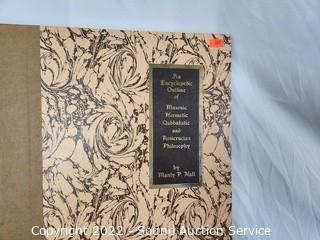 An
Encyclopedic
Outline
of
Masonic
Hermetic
Qabbalistic
and
Rosicrucian
Philosophy
by
Manly P. Hall
Copyright 2022 - Sound Auction Service